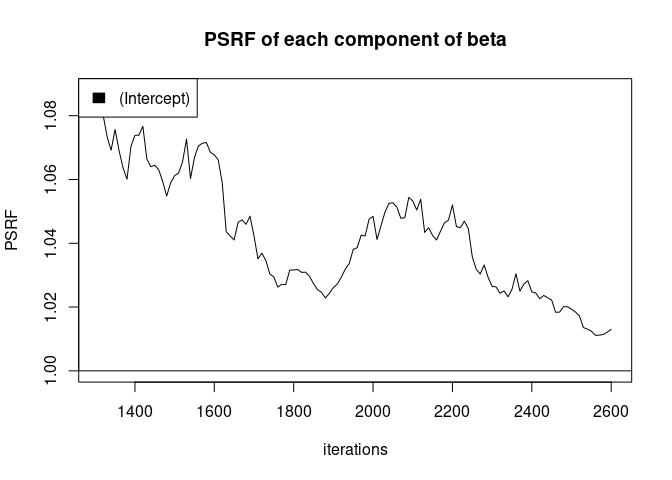 PSRF of each component of beta
(Intercept)
PSRF
1.08
1.06
1.04
1.02
1.00
1400 1600 1800 2000 2200 2400 2600
iterations